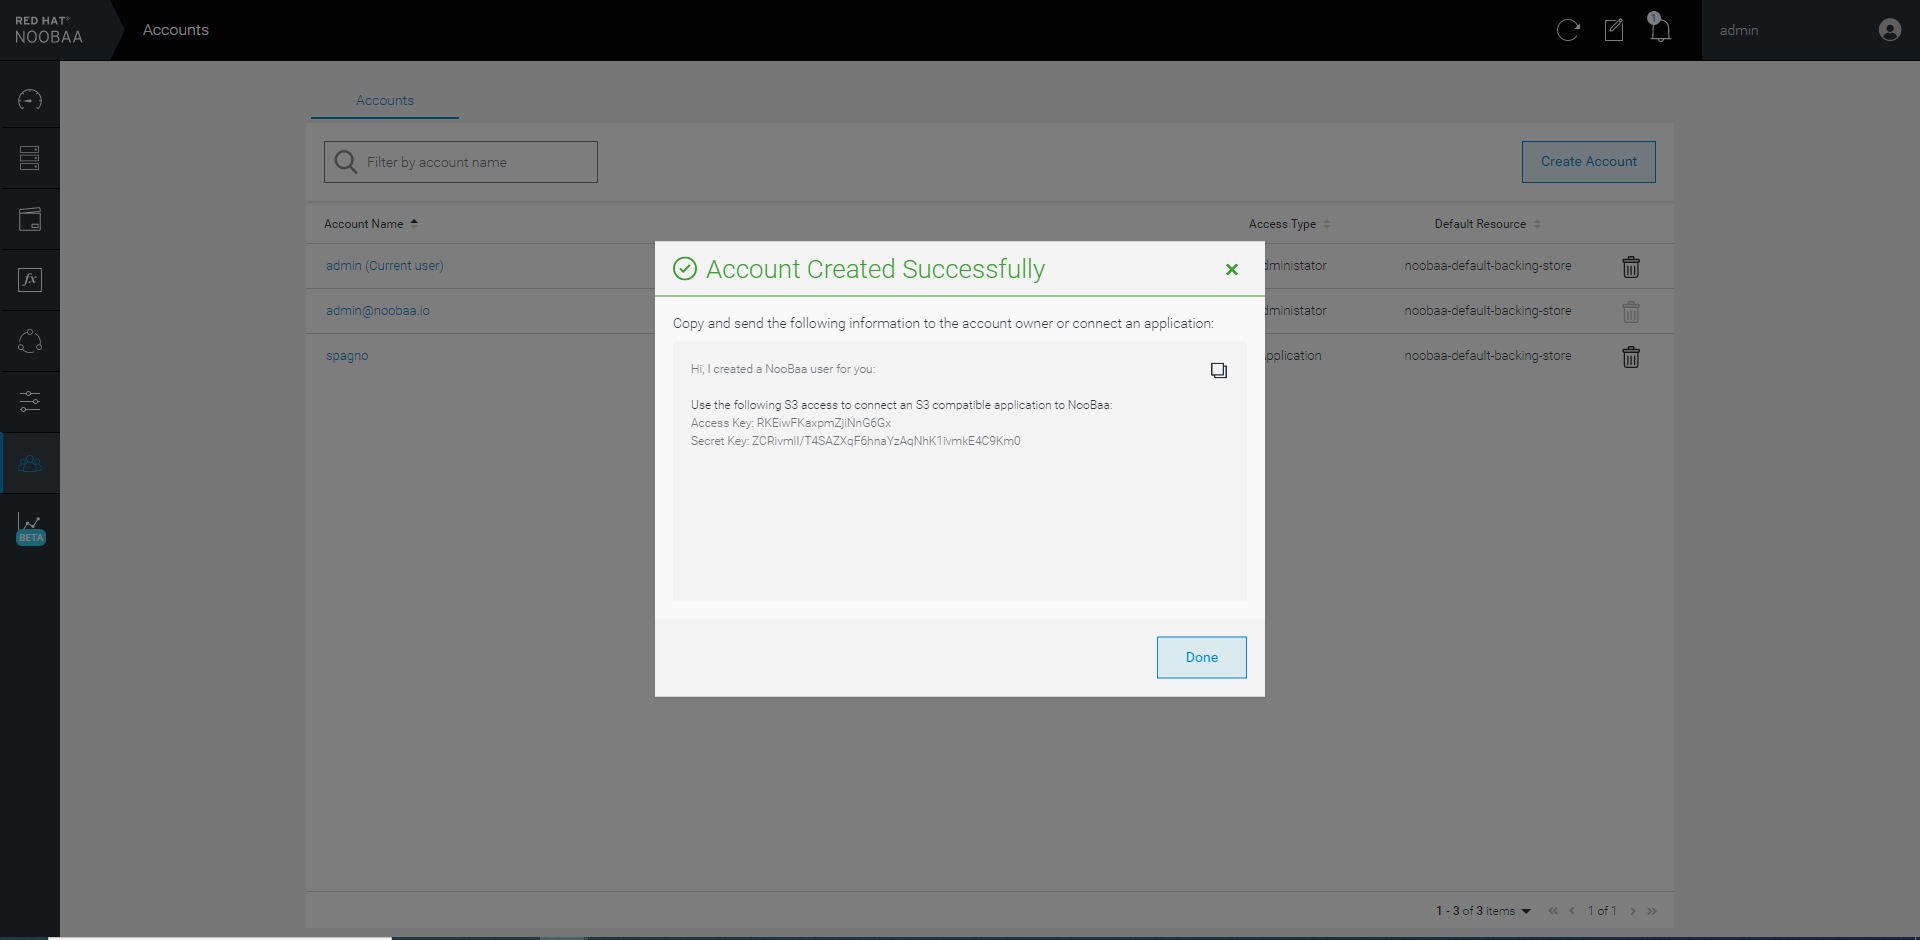 RED HAT®
NOOBAA
Accounts
1
admin
Accounts
Filter by account name
Create Account
Account Name
Access Type
Default Resource
admin (Current user)
dministator
noobaa-default-backing-store
admin@noobaa.io
dministator
noobaa-default-backing-store
spagno
pplication
noobaa-default-backing-store
fx
BETA
Account Created Successfully
Copy and send the following information to the account owner or connect an application:
Hi, I created a NooBaa user for you:
Use the following S3 access to connect an S3 compatible application to NooBaa:
Access Key: RKEiwFKaxpmZjiNnG6Gx
Secret Key: ZCRivmlI/T4SAZXqF6hnaYzAqNhK1ivmkE4C9Km0
Done
1 - 3 of 3 items
1 of 1